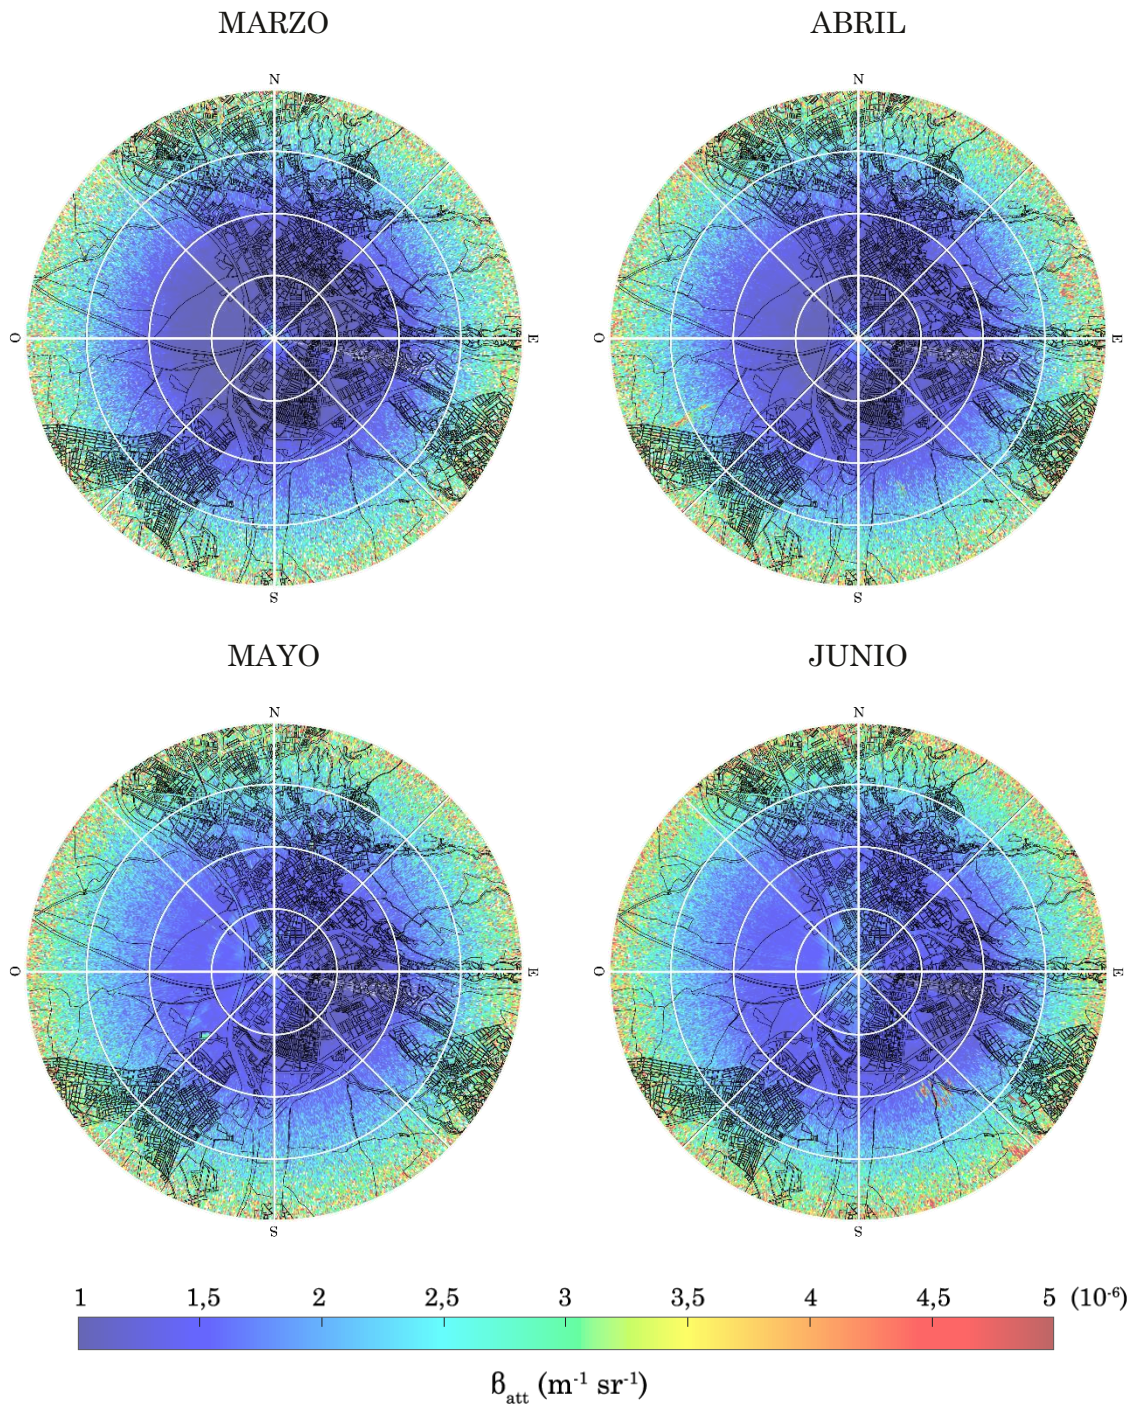 MARZO ABRIL
N N
O E O E
S S
MAYO JUNIO
N N
O E O E
S S
1 1,5 2 2,5 3 3,5 4 4,5 5 (10⁻⁶)
βatt (m⁻¹ sr⁻¹)